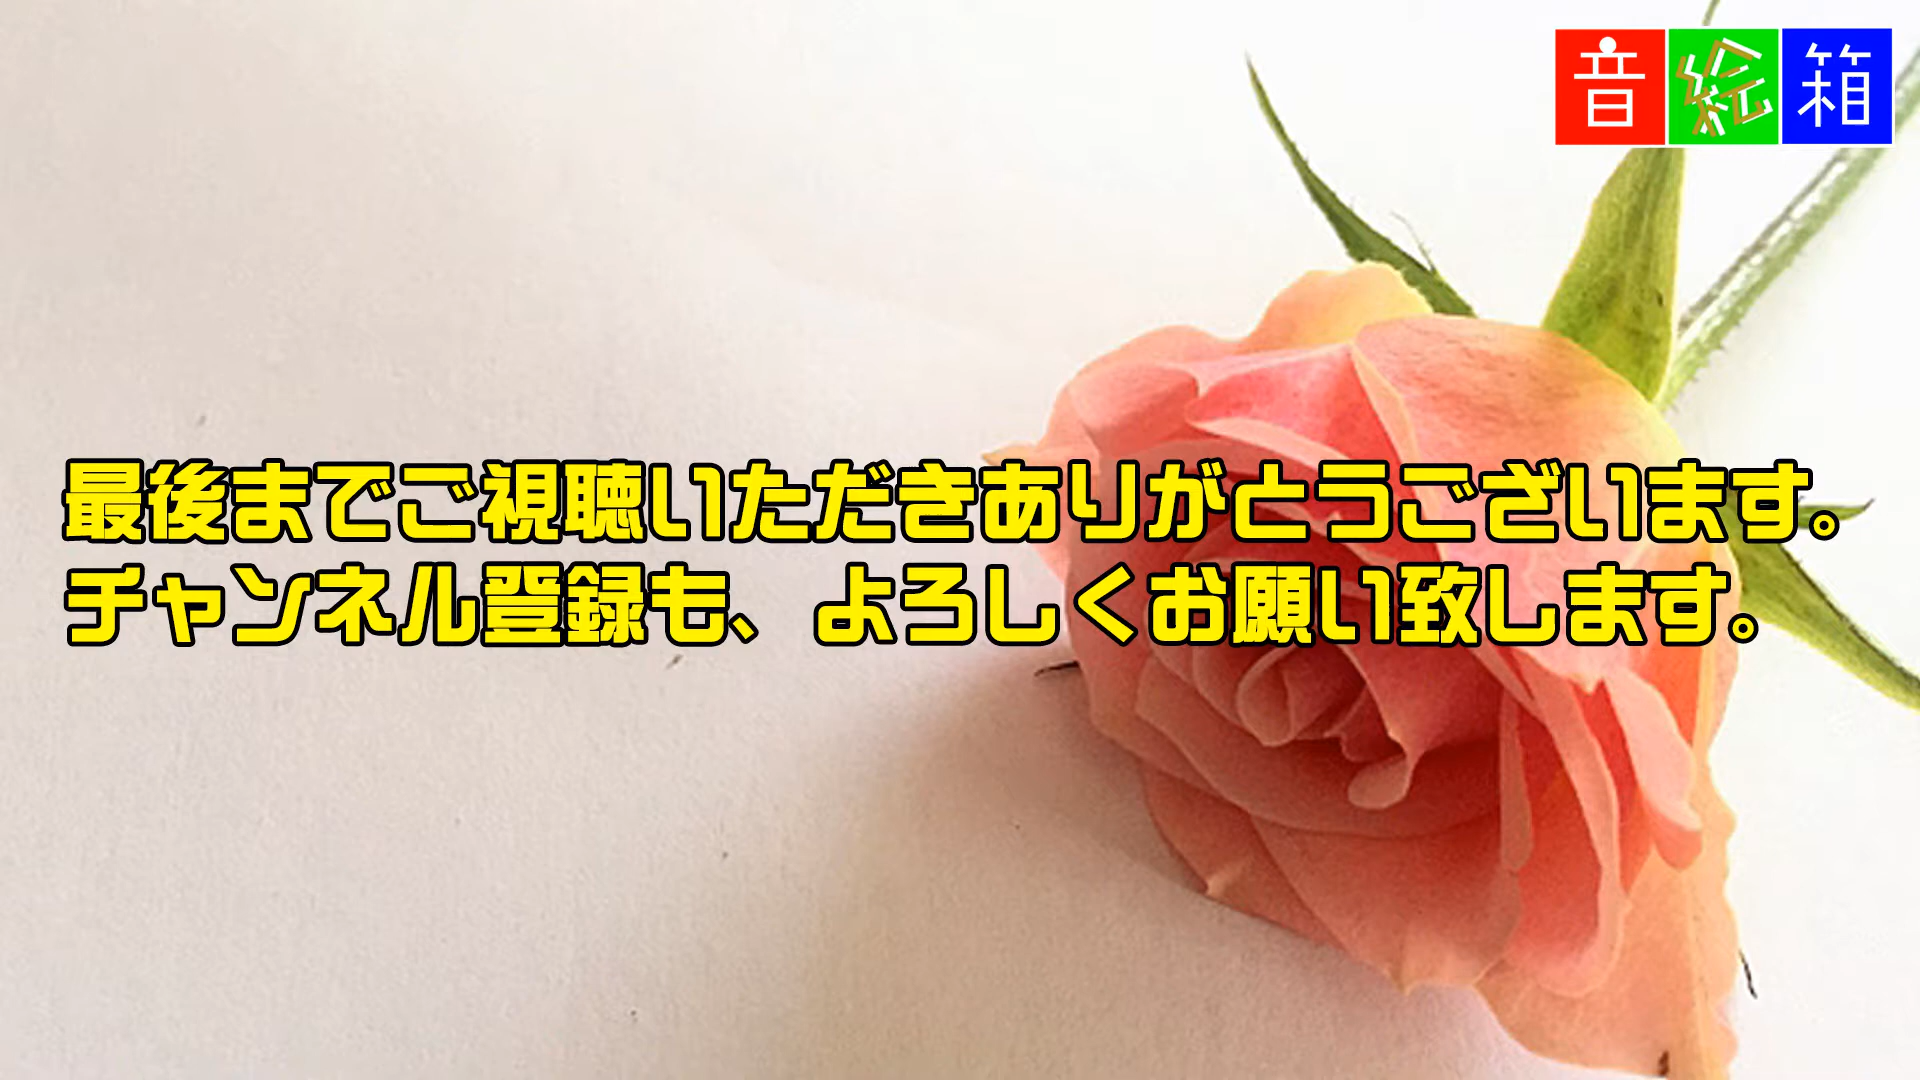 音絵箱
最後までご視聴いただきありがとうございます。
チャンネル登録も、よろしくお願い致します。